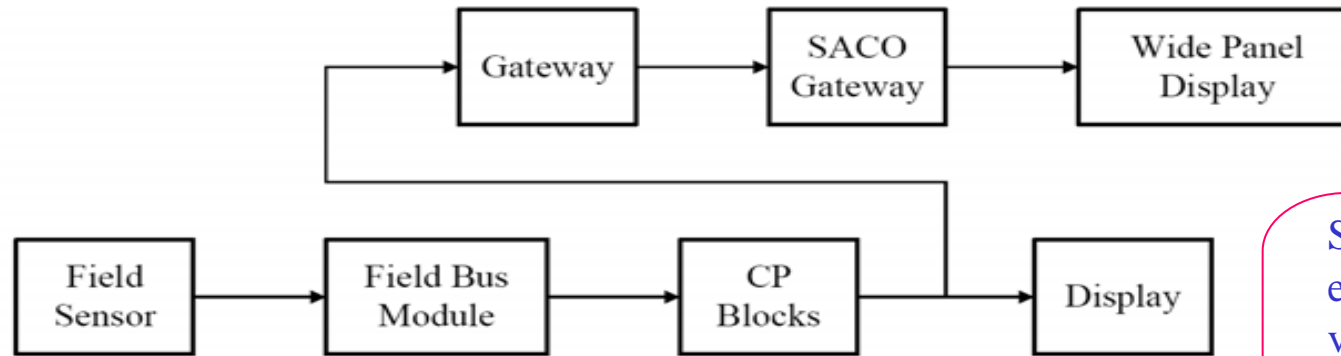 Gateway
SACO
Gateway
Wide Panel
Display
Field
Sensor
Field Bus
Module
CP
Blocks
Display